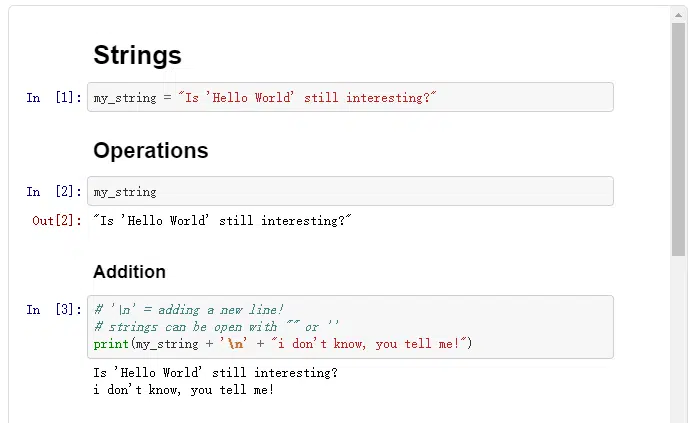 Strings
In [1]: my_string = "Is 'Hello World' still interesting?"
Operations
In [2]: my_string
Out[2]: "Is 'Hello World' still interesting?"
Addition
In [3]: # '\n' = adding a new line!
# strings can be open with "" or ''
print(my_string + '\n' + "i don't know, you tell me!")
Is 'Hello World' still interesting?
i don't know, you tell me!